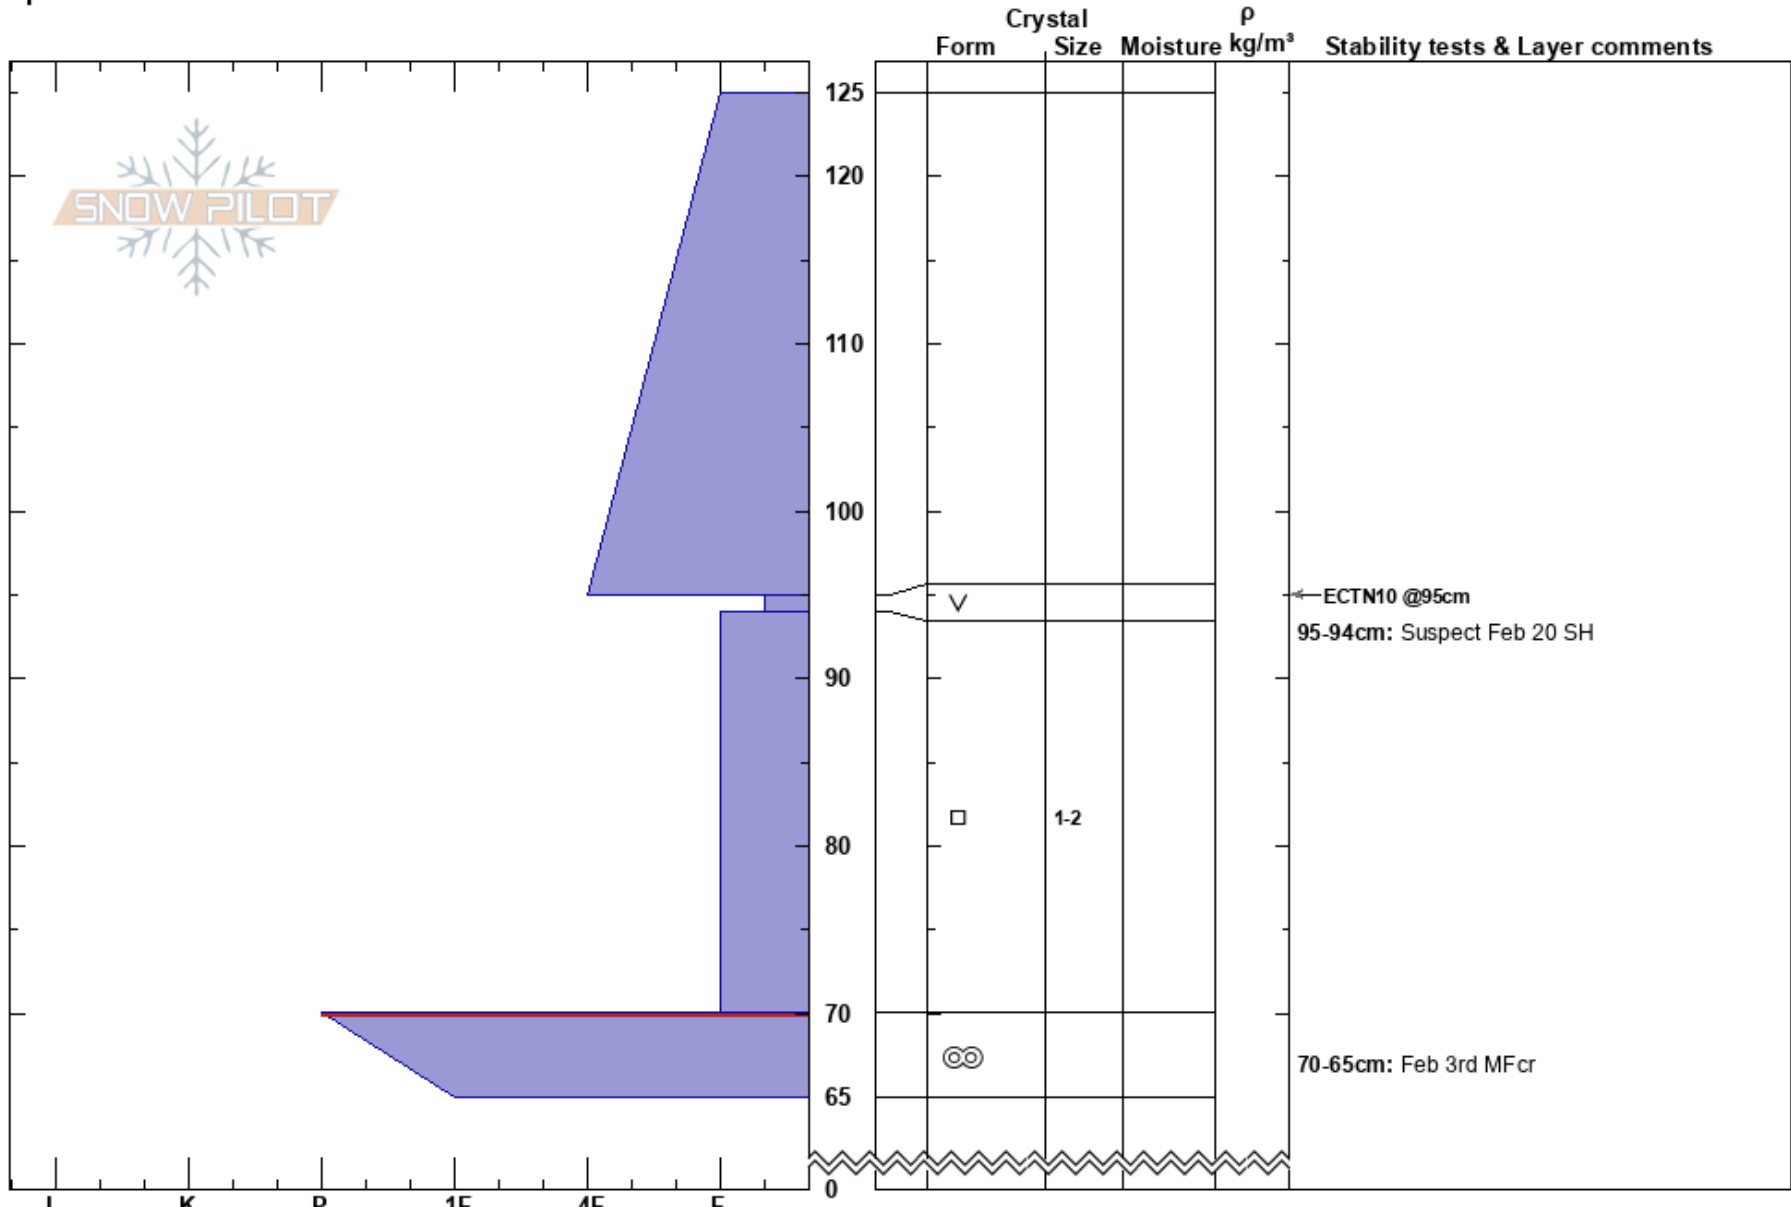 Crystal ρ
Form Size Moisture kg/m³ Stability tests & Layer comments
125
SNOW PILOT
120
110
100
ECTN10 @95cm
95-94cm: Suspect Feb 20 SH
90
1-2
80
70
70-65cm: Feb 3rd MFcr
65
0
I K P 1F 4F F